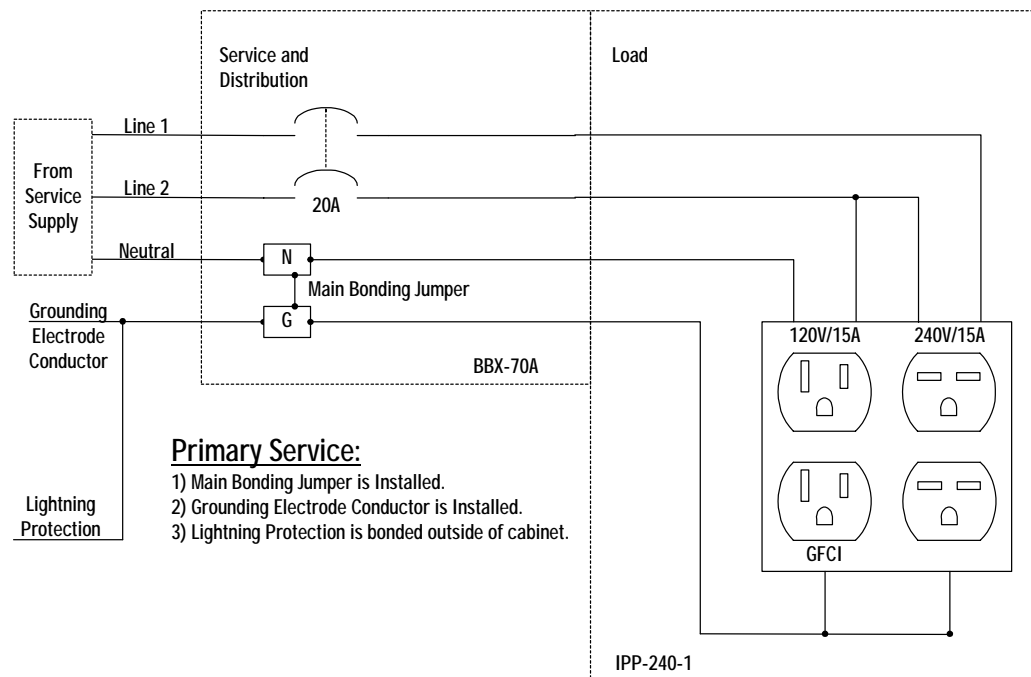 Service and
Distribution
Load
Line 1
From
Service
Supply
Line 2
20A
Neutral
N
Main Bonding Jumper
Grounding
Electrode
Conductor
G
BBX-70A
120V/15A
240V/15A
Primary Service:
1) Main Bonding Jumper is Installed.
2) Grounding Electrode Conductor is Installed.
3) Lightning Protection is bonded outside of cabinet.
Lightning
Protection
GFCI
IPP-240-1